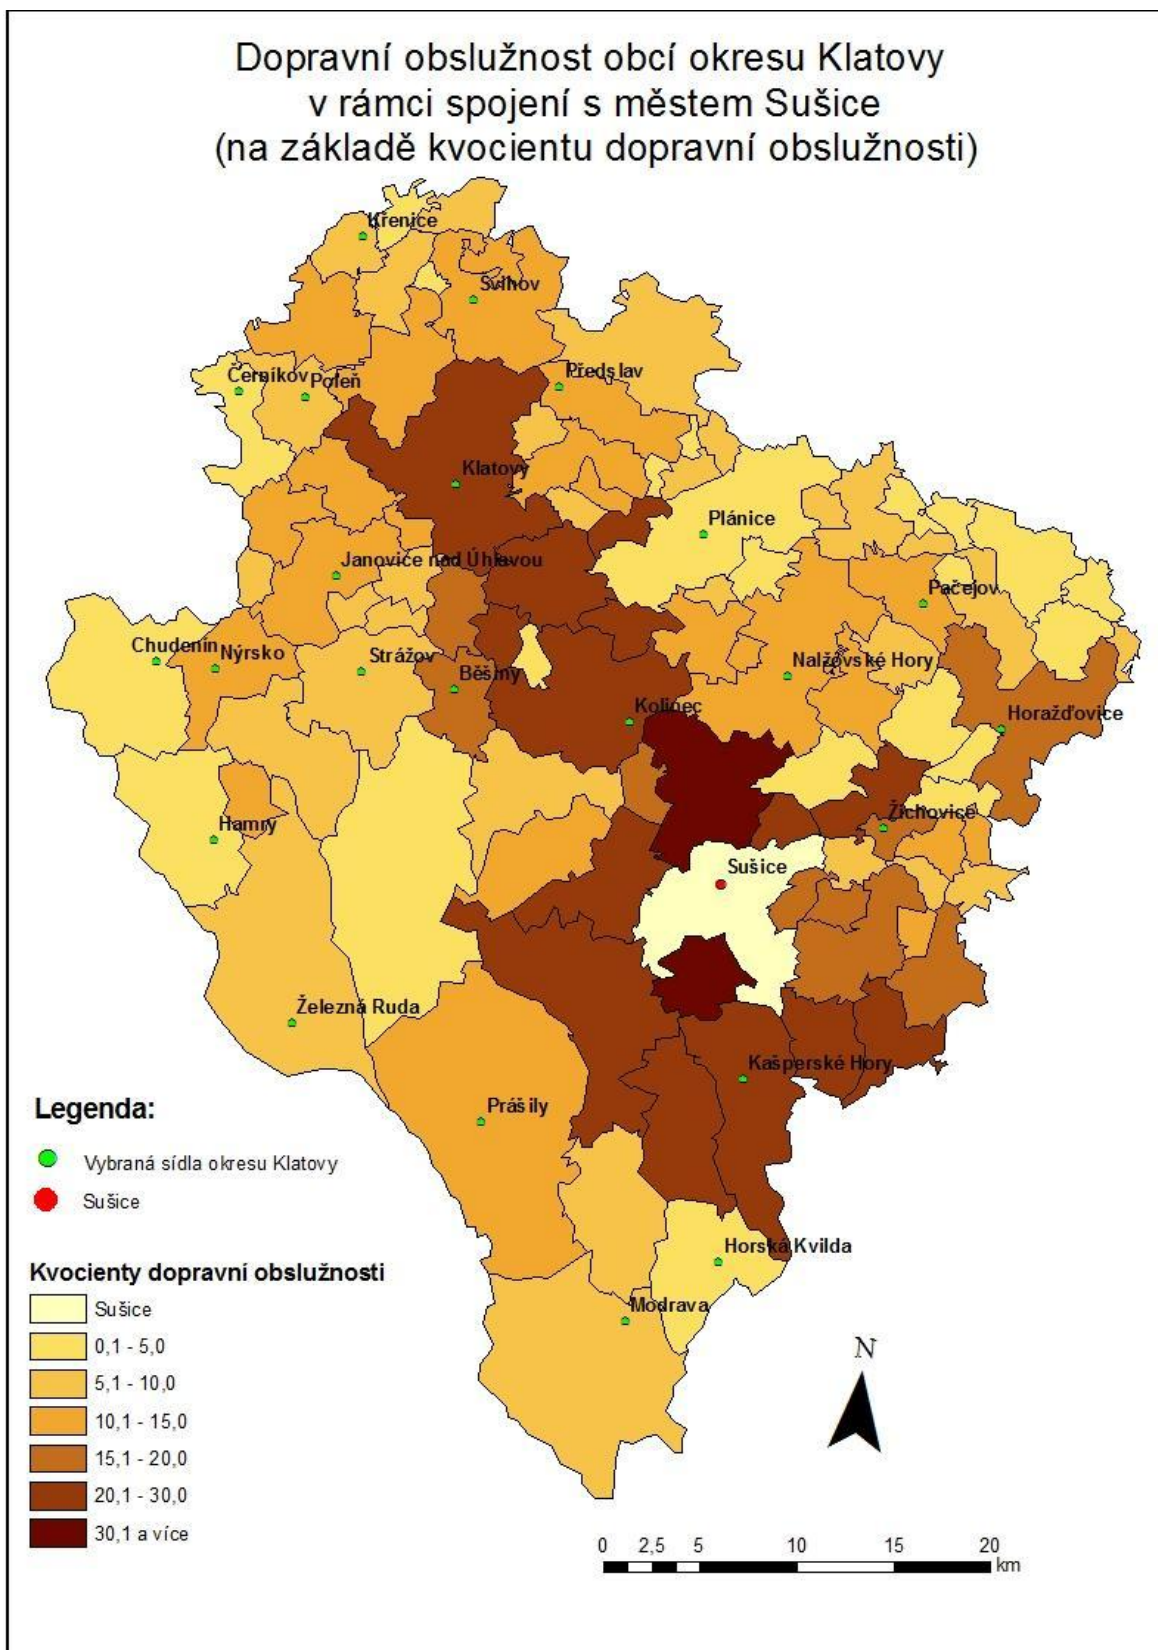 Dopravní obslužnost obcí okresu Klatovy
v rámci spojení s městem Sušice
(na základě kvocientu dopravní obslužnosti)
Křenice
Švihov
Černíkov
Poleň
Předslav
Klatovy
Plánice
Janovice nad Úhlavou
Pačejov
Chudenín
Nýrsko
Strážov
Běšiny
Nalžovské Hory
Kolinec
Horažďovice
Hamry
Žichovice
Sušice
Železná Ruda
Kašperské Hory
Prášily
Horská Kvilda
Modrava
Legenda:
Vybraná sídla okresu Klatovy
Sušice
Kvocienty dopravní obslužnosti
Sušice
0,1 - 5,0
5,1 - 10,0
10,1 - 15,0
15,1 - 20,0
20,1 - 30,0
30,1 a více
N
0 2,5 5 10 15 20
km